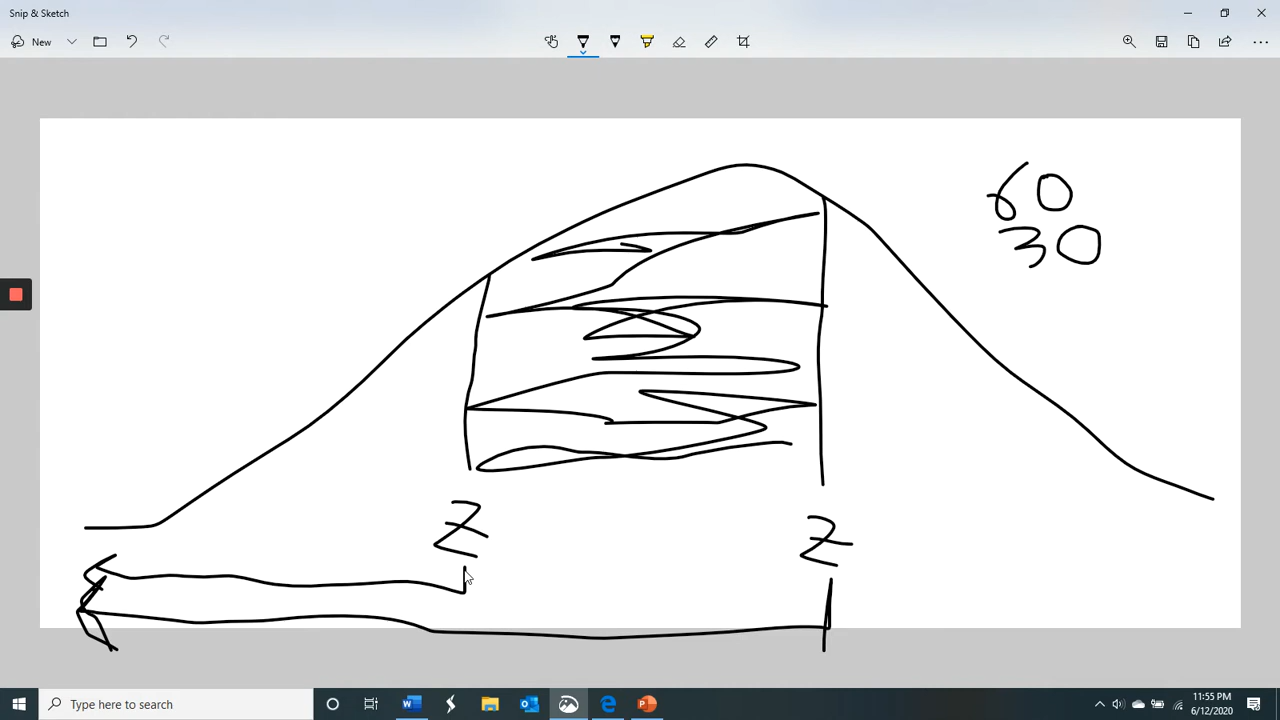 Snip & Sketch
New
60
30
Z
Z
Type here to search
11:55 PM
6/12/2020